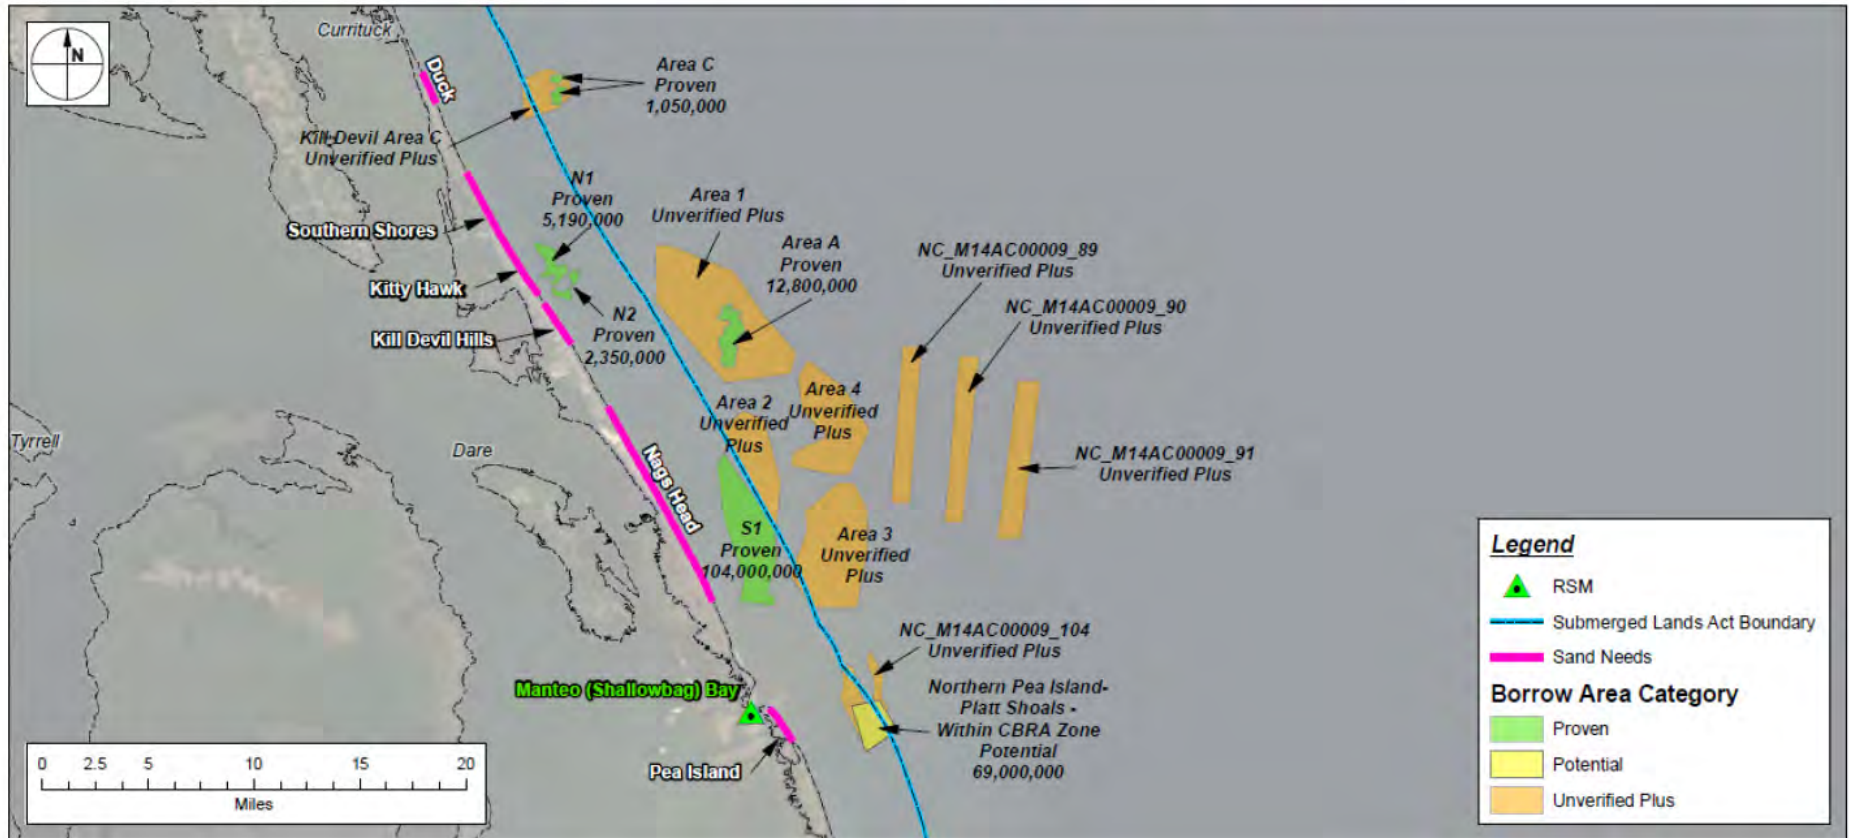 N
Currituck
Duck
Area C
Proven
1,050,000
Kill Devil Area C
Unverified Plus
N1
Proven
5,190,000
Area 1
Unverified Plus
Southern Shores
Area A
Proven
12,800,000
NC_M14AC00009_89
Unverified Plus
Kitty Hawk
NC_M14AC00009_90
Unverified Plus
N2
Proven
2,350,000
Kill Devil Hills
Area 4
Unverified
Plus
Area 2
Unverified
Plus
Tyrrell
Dare
Nags Head
NC_M14AC00009_91
Unverified Plus
S1
Proven
104,000,000
Area 3
Unverified
Plus
NC_M14AC00009_104
Unverified Plus
Manteo (Shallowbag) Bay
Northern Pea Island-
Platt Shoals -
Within CBRA Zone
Potential
69,000,000
Pea Island
0 2.5 5 10 15 20
Miles
Legend
RSM
Submerged Lands Act Boundary
Sand Needs
Borrow Area Category
Proven
Potential
Unverified Plus